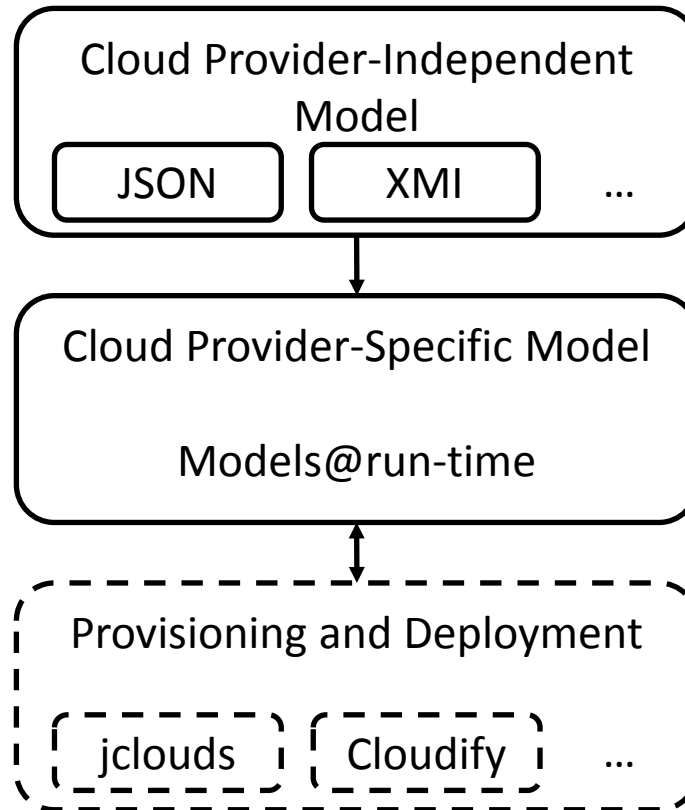 Cloud Provider-Independent
Model
JSON XMI ...
Cloud Provider-Specific Model
Models@run-time
Provisioning and Deployment
jclouds Cloudify ...